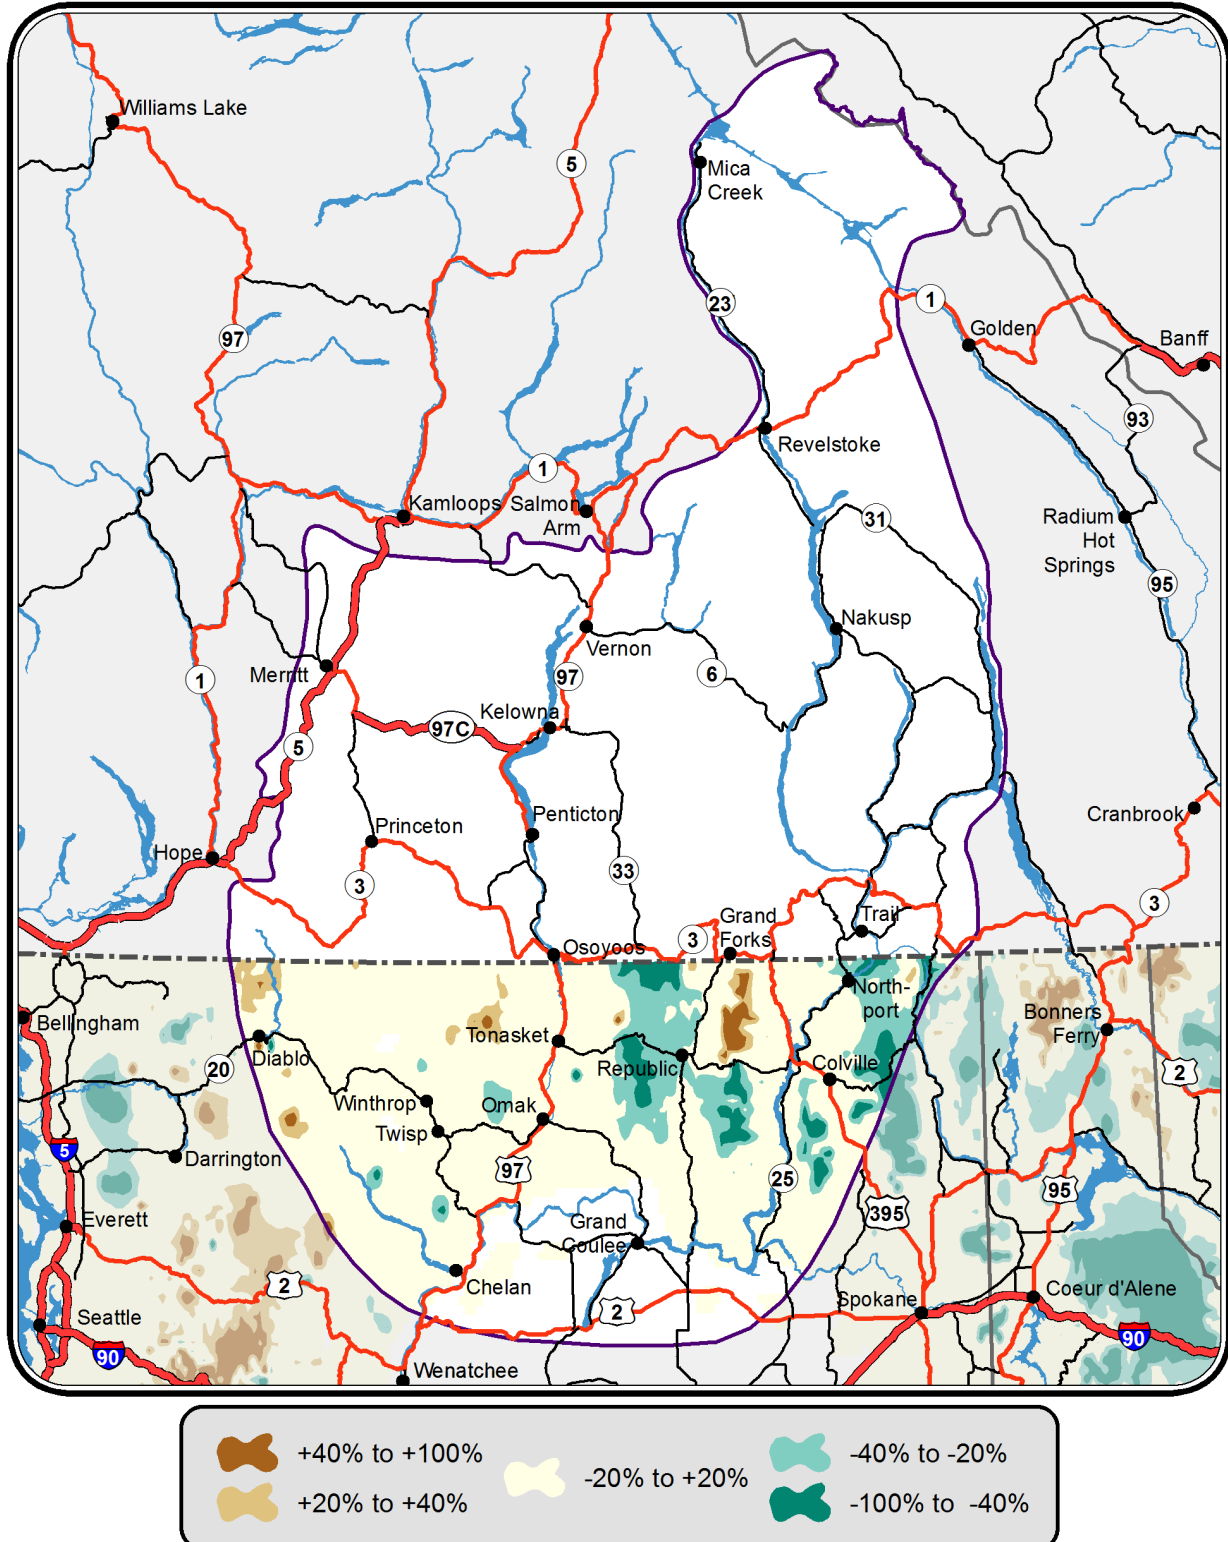 Williams Lake
5
Mica
Creek
23
1
97
Golden
Banff
93
Revelstoke
1
Kamloops
Salmon
Arm
31
Radium
Hot
Springs
95
Nakusp
Vernon
Merritt
1
97
6
Kelowna
97C
5
Penticton
Princeton
Cranbrook
Hope
33
3
3
Grand
Forks
Trail
3
Osoyoos
North-
port
Bellingham
Bonners
Ferry
Tonasket
Diablo
20
Republic
Colville
2
Winthrop
Omak
Twisp
5
Darrington
97
25
95
Everett
395
Grand
Coulee
2
Chelan
Coeur d'Alene
2
Spokane
Seattle
90
90
Wenatchee
+40% to +100%
+20% to +40%
-20% to +20%
-40% to -20%
-100% to -40%